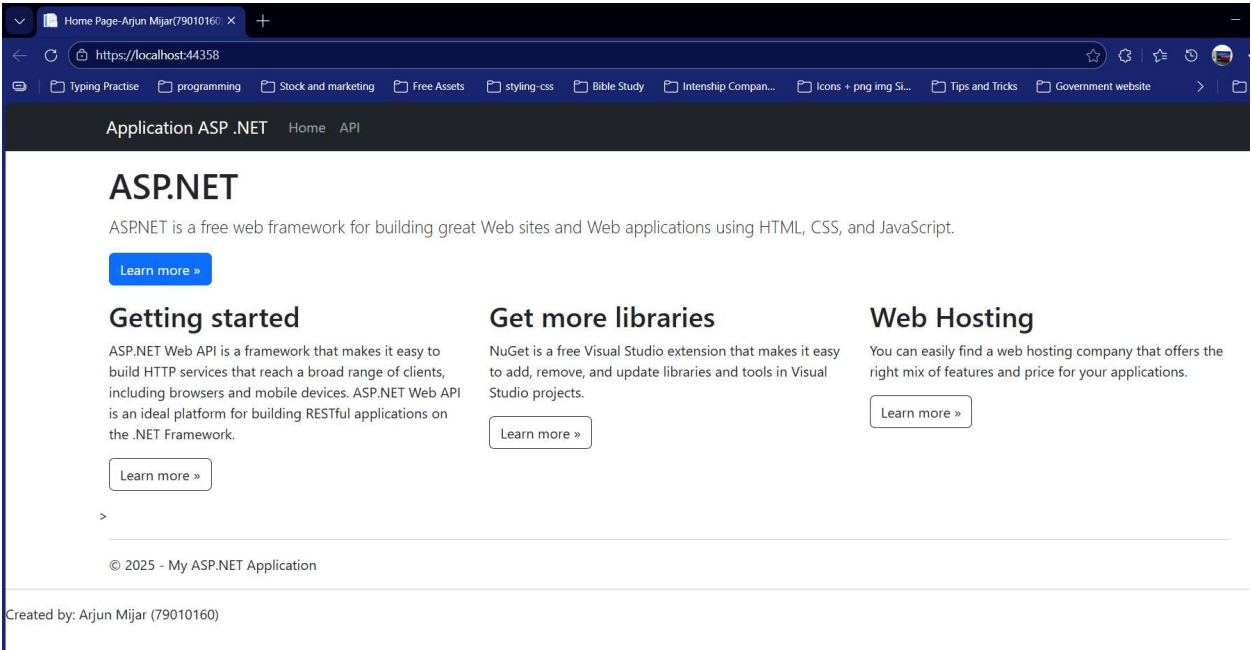 Home Page-Arjun Mijar(79010160)
https://localhost:44358
Typing Practise programming Stock and marketing Free Assets styling-css Bible Study Intenship Compan... Icons + png img Si... Tips and Tricks Government website
Application ASP .NET Home API
ASP.NET
ASP.NET is a free web framework for building great Web sites and Web applications using HTML, CSS, and JavaScript.
Learn more »
Getting started
ASP.NET Web API is a framework that makes it easy to
build HTTP services that reach a broad range of clients,
including browsers and mobile devices. ASP.NET Web API
is an ideal platform for building RESTful applications on
the .NET Framework.
Learn more »
Get more libraries
NuGet is a free Visual Studio extension that makes it easy
to add, remove, and update libraries and tools in Visual
Studio projects.
Learn more »
Web Hosting
You can easily find a web hosting company that offers the
right mix of features and price for your applications.
Learn more »
>
© 2025 - My ASP.NET Application
Created by: Arjun Mijar (79010160)